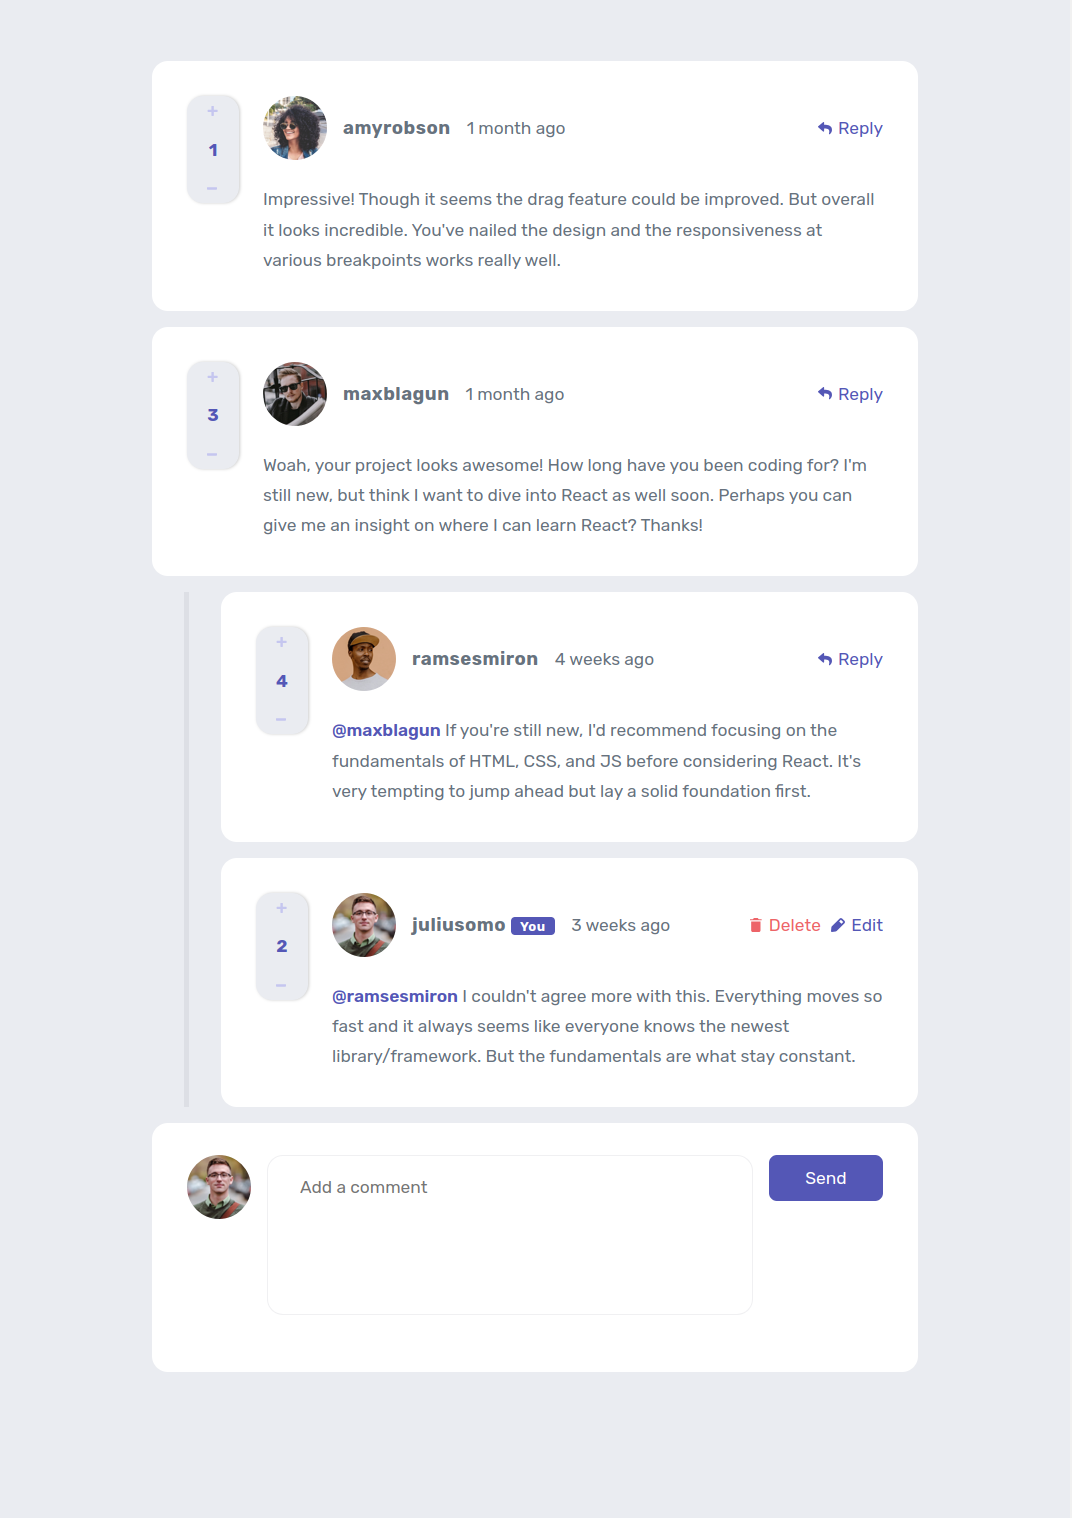 +
1
−
amyrobson 1 month ago Reply
Impressive! Though it seems the drag feature could be improved. But overall
it looks incredible. You've nailed the design and the responsiveness at
various breakpoints works really well.
+
3
−
maxblagun 1 month ago Reply
Woah, your project looks awesome! How long have you been coding for? I'm
still new, but think I want to dive into React as well soon. Perhaps you can
give me an insight on where I can learn React? Thanks!
+
4
−
ramsesmiron 4 weeks ago Reply
@maxblagun If you're still new, I'd recommend focusing on the
fundamentals of HTML, CSS, and JS before considering React. It's
very tempting to jump ahead but lay a solid foundation first.
+
2
−
juliusomo You 3 weeks ago Delete Edit
@ramsesmiron I couldn't agree more with this. Everything moves so
fast and it always seems like everyone knows the newest
library/framework. But the fundamentals are what stay constant.
Add a comment
Send